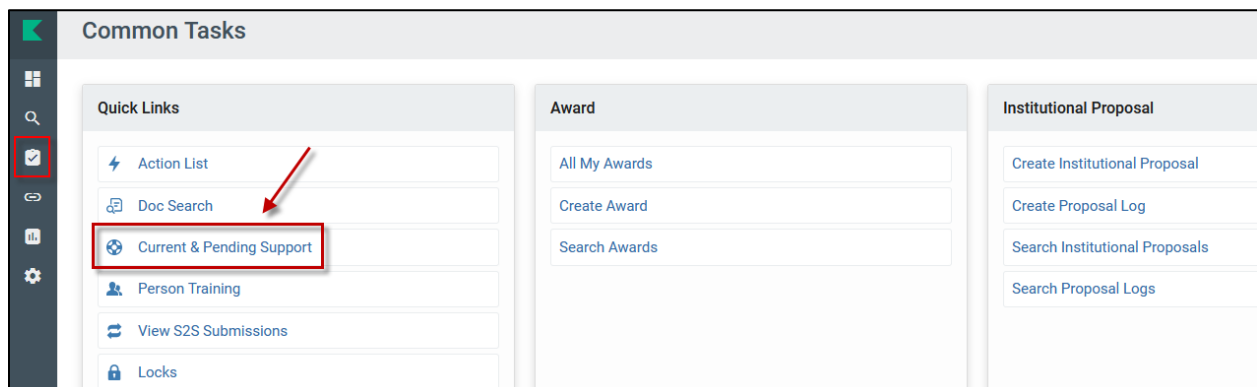 Common Tasks
Quick Links
Action List
Doc Search
Current & Pending Support
Person Training
View S2S Submissions
Locks
Award
All My Awards
Create Award
Search Awards
Institutional Proposal
Create Institutional Proposal
Create Proposal Log
Search Institutional Proposals
Search Proposal Logs